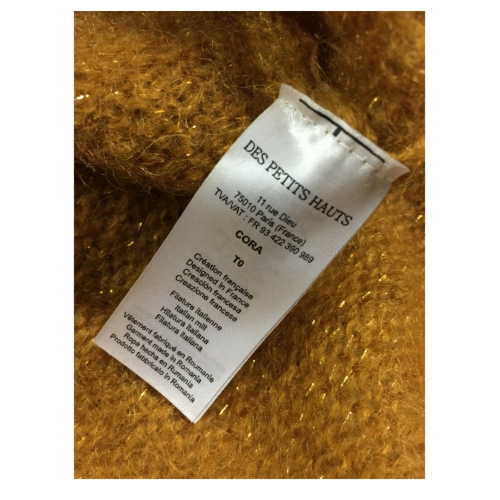 DES PETITS HAUTS
11 rue Dieu
75010 Paris (France)
TVA/VAT : FR 93 422 390 989
CORA
T0
Création française
Designed in France
Creación francesa
Creazione francese
Filature italienne
Italian mill
Hilatura italiana
Filatura italiana
Vêtement fabriqué en Roumanie
Garment made in Romania
Ropa hecha en Rumania
Prodotto fabbricato in Romania